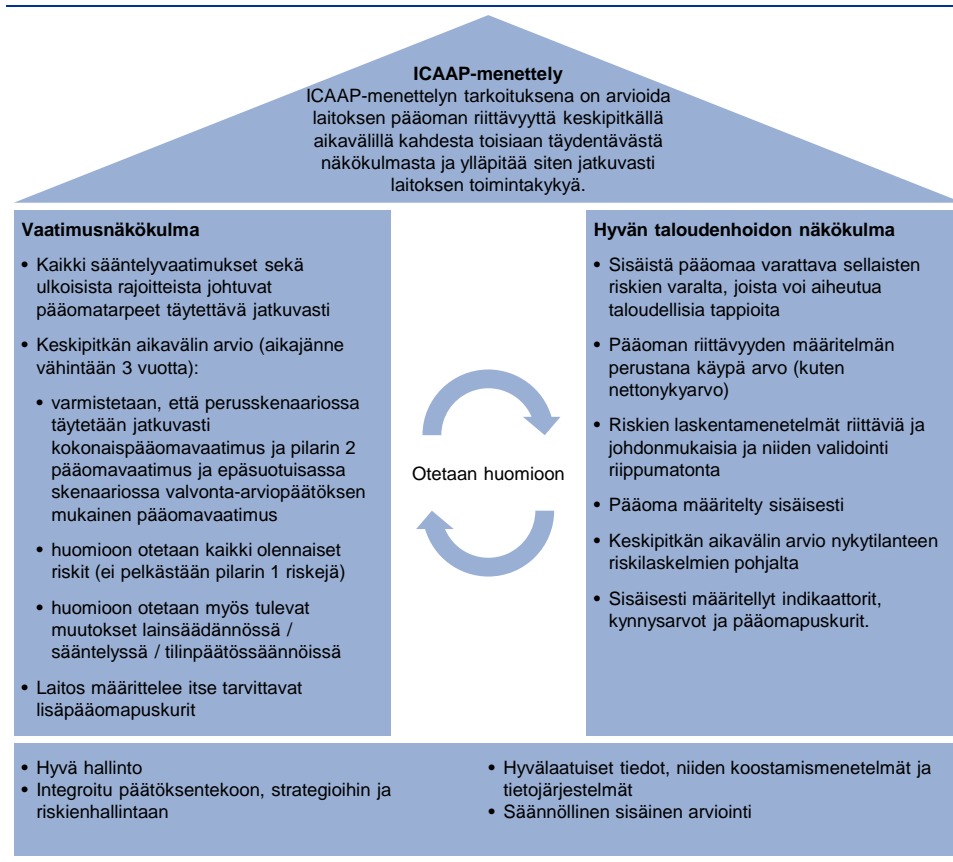 ICAAP-menettely
ICAAP-menettelyn tarkoituksena on arvioida
laitoksen pääoman riittävyyttä keskipitkällä
aikavälillä kahdesta toisiaan täydentävästä
näkökulmasta ja ylläpitää siten jatkuvasti
laitoksen toimintakykyä.
Vaatimusnäkökulma
• Kaikki sääntelyvaatimukset sekä
ulkoisista rajoitteista johtuvat
pääomatarpeet täytettävä jatkuvasti
• Keskipitkän aikavälin arvio (aikajänne
vähintään 3 vuotta):
• varmistetaan, että perusskenaariossa
täytetään jatkuvasti
kokonaispääomavaatimus ja pilarin 2
pääomavaatimus ja epäsuotuisassa
skenaariossa valvonta-arviopäätöksen
mukainen pääomavaatimus
• huomioon otetaan kaikki olennaiset
riskit (ei pelkästään pilarin 1 riskejä)
• huomioon otetaan myös tulevat
muutokset lainsäädännössä /
sääntelyssä / tilinpäätössäännöissä
• Laitos määrittelee itse tarvittavat
lisäpääomapuskurit
Otetaan huomioon
Hyvän taloudenhoidon näkökulma
• Sisäistä pääomaa varattava sellaisten
riskien varalta, joista voi aiheutua
taloudellisia tappioita
• Pääoman riittävyyden määritelmän
perustana käypä arvo (kuten
nettonykyarvo)
• Riskien laskentamenetelmät riittäviä ja
johdonmukaisia ja niiden validointi
riippumatonta
• Pääoma määritelty sisäisesti
• Keskipitkän aikavälin arvio nykytilanteen
riskilaskelmien pohjalta
• Sisäisesti määritellyt indikaattorit,
kynnysarvot ja pääomapuskurit.
• Hyvä hallinto
• Integroitu päätöksentekoon, strategioihin ja
riskienhallintaan
• Hyvälaatuiset tiedot, niiden koostamismenetelmät ja
tietojärjestelmät
• Säännöllinen sisäinen arviointi